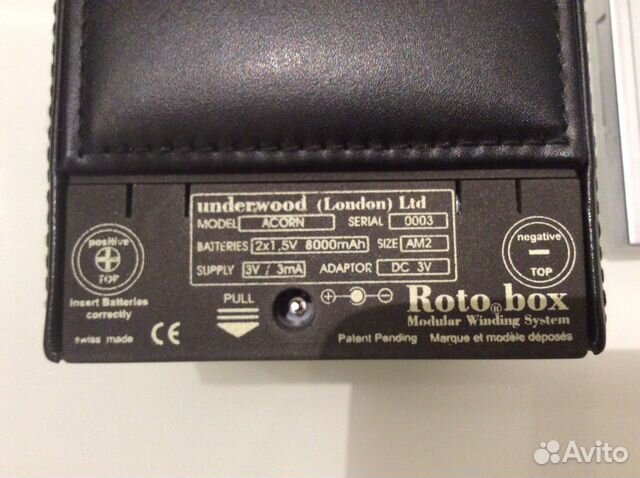 underwood (London) Ltd
MODEL ACORN SERIAL 0003
BATTERIES 2x1,5V 8000mAh SIZE AM2
SUPPLY 3V / 3mA ADAPTOR DC 3V
positive
+
TOP
Insert Batteries
correctly
swiss made CE
PULL
+ -
negative
-
TOP
Roto® box
Modular Winding System
Patent Pending Marque et modèle déposés
Avito